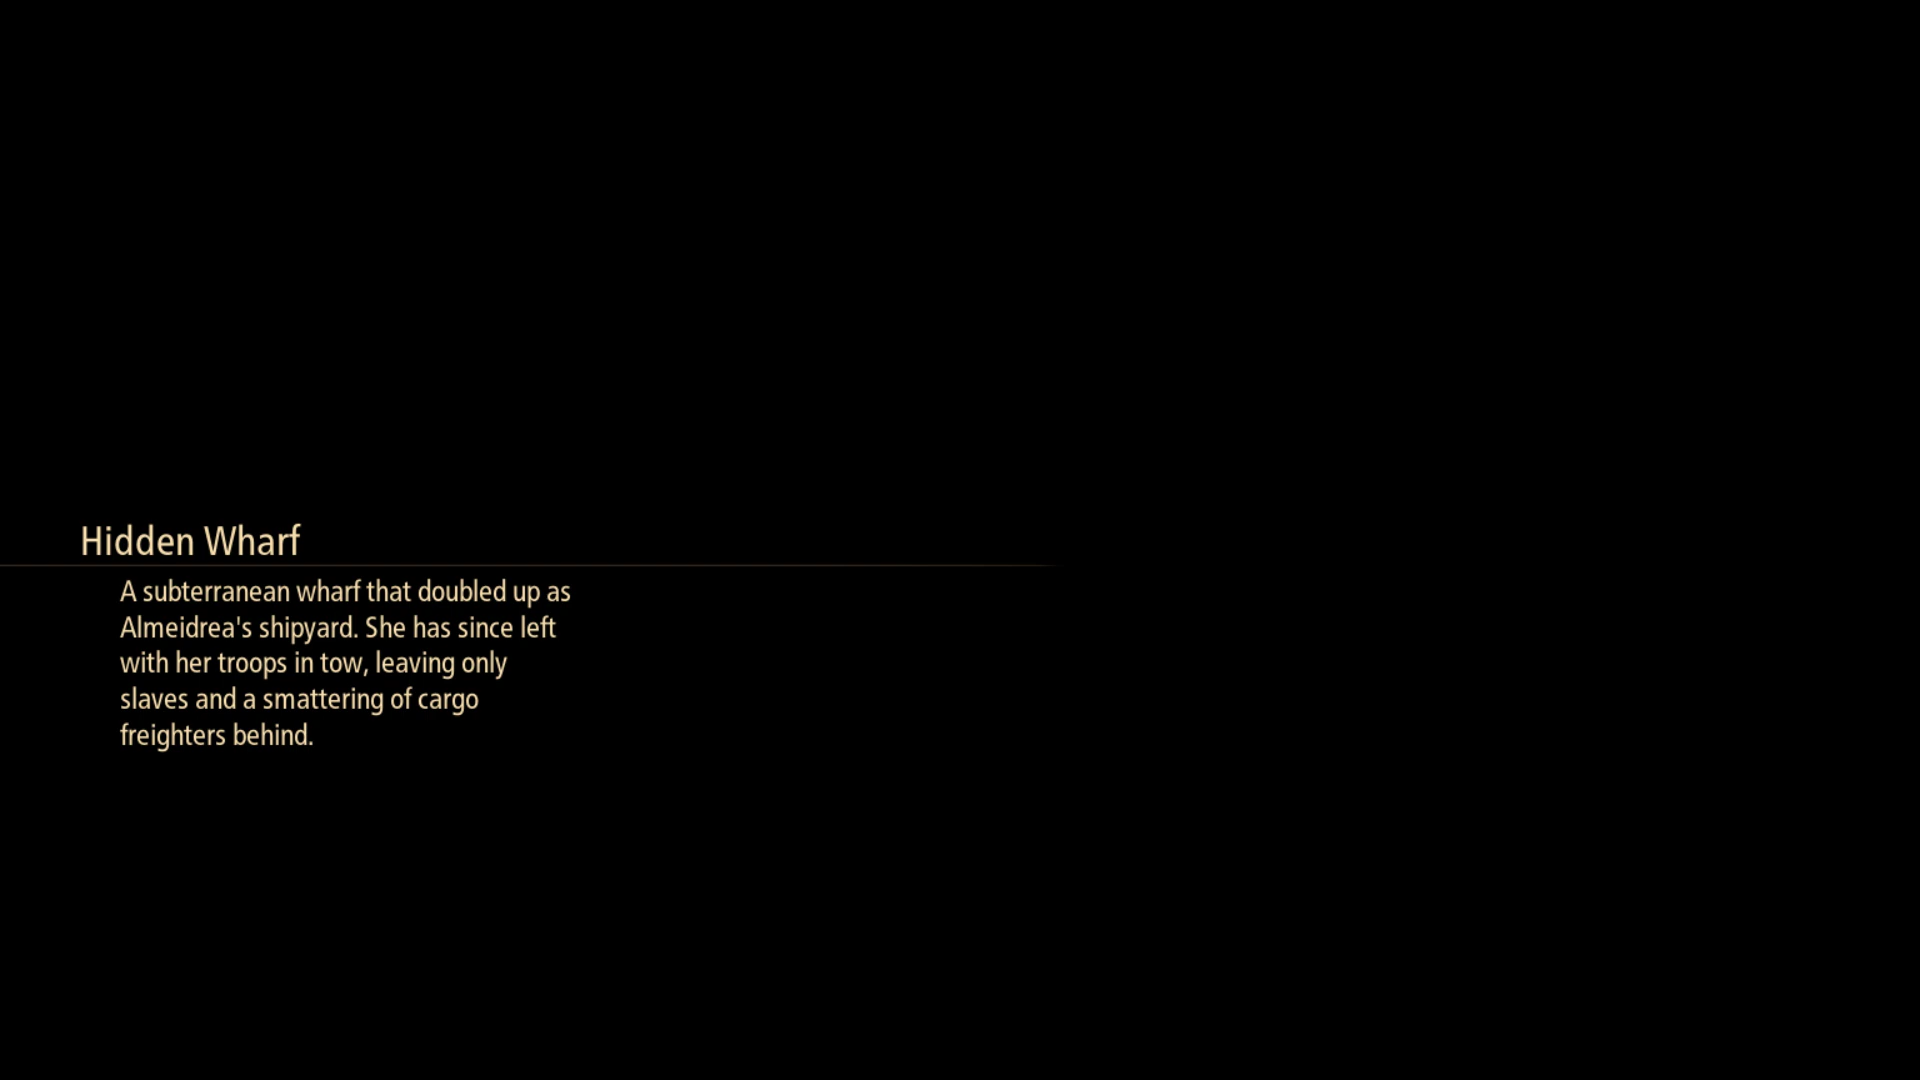 Hidden Wharf
A subterranean wharf that doubled up as
Almeidrea's shipyard. She has since left
with her troops in tow, leaving only
slaves and a smattering of cargo
freighters behind.